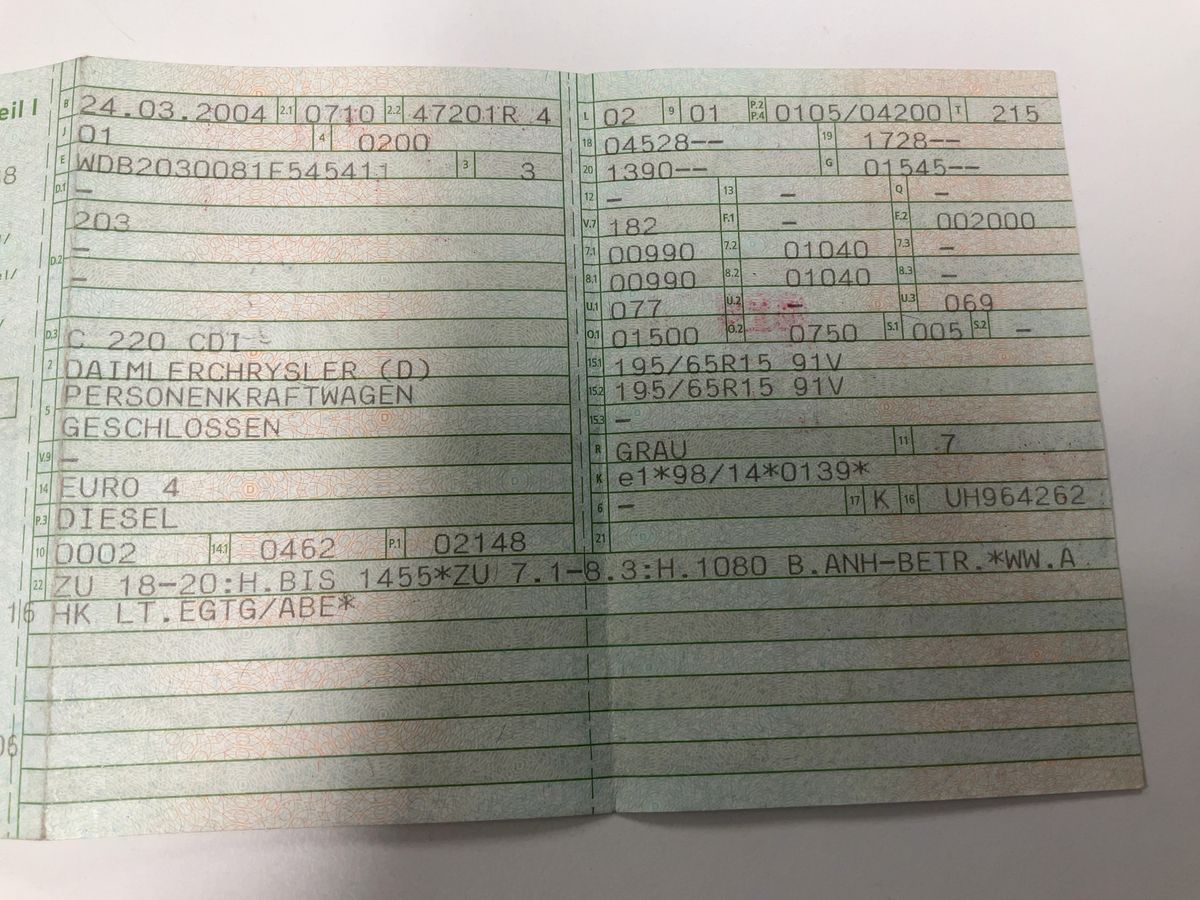 eil I
B 24.03.2004 2.1 0710 2.2 47201R 4
J 01 4 0200
E WDB2030081F545411 3 3
D.1 –
203
D.2 –
–
D.3 C 220 CDI
2 DAIMLERCHRYSLER (D)
5 PERSONENKRAFTWAGEN
GESCHLOSSEN
V.9 –
14 EURO 4
P.3 DIESEL
10 0002 14.1 0462 P.1 02148
L 02 9 01 P.2 P.4 0105/04200 T 215
18 04528–– 19 1728––
20 1390–– G 01545––
12 – 13 – Q –
V.7 182 F.1 – F.2 002000
7.1 00990 7.2 01040 7.3 –
8.1 00990 8.2 01040 8.3 –
U.1 077 U.2 – U.3 069
O.1 01500 O.2 0750 S.1 005 S.2 –
15.1 195/65R15 91V
15.2 195/65R15 91V
15.3 –
R GRAU 11 7
K e1*98/14*0139*
6 – 17 K 16 UH964262
21
22 ZU 18–20:H.BIS 1455*ZU 7.1–8.3:H.1080 B.ANH–BETR.*WW.A
HK LT.EGTG/ABE*
16
06